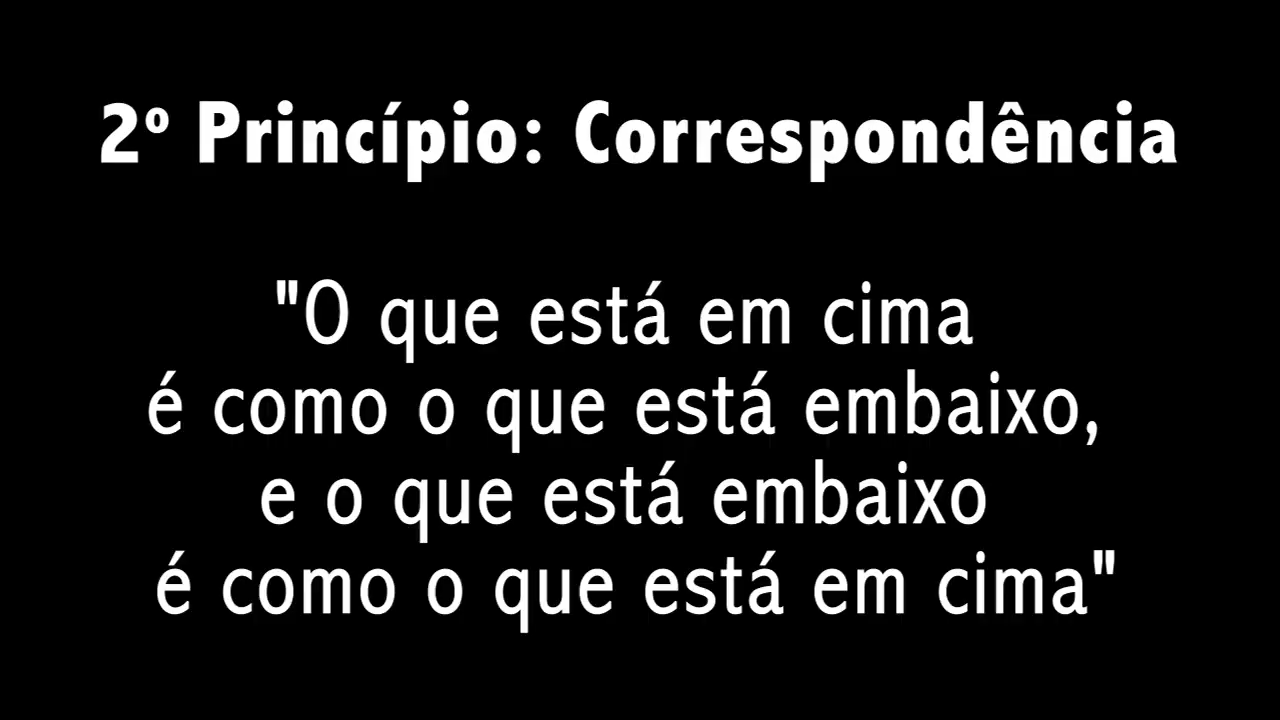 2º Princípio: Correspondência
"O que está em cima
é como o que está embaixo,
e o que está embaixo
é como o que está em cima"